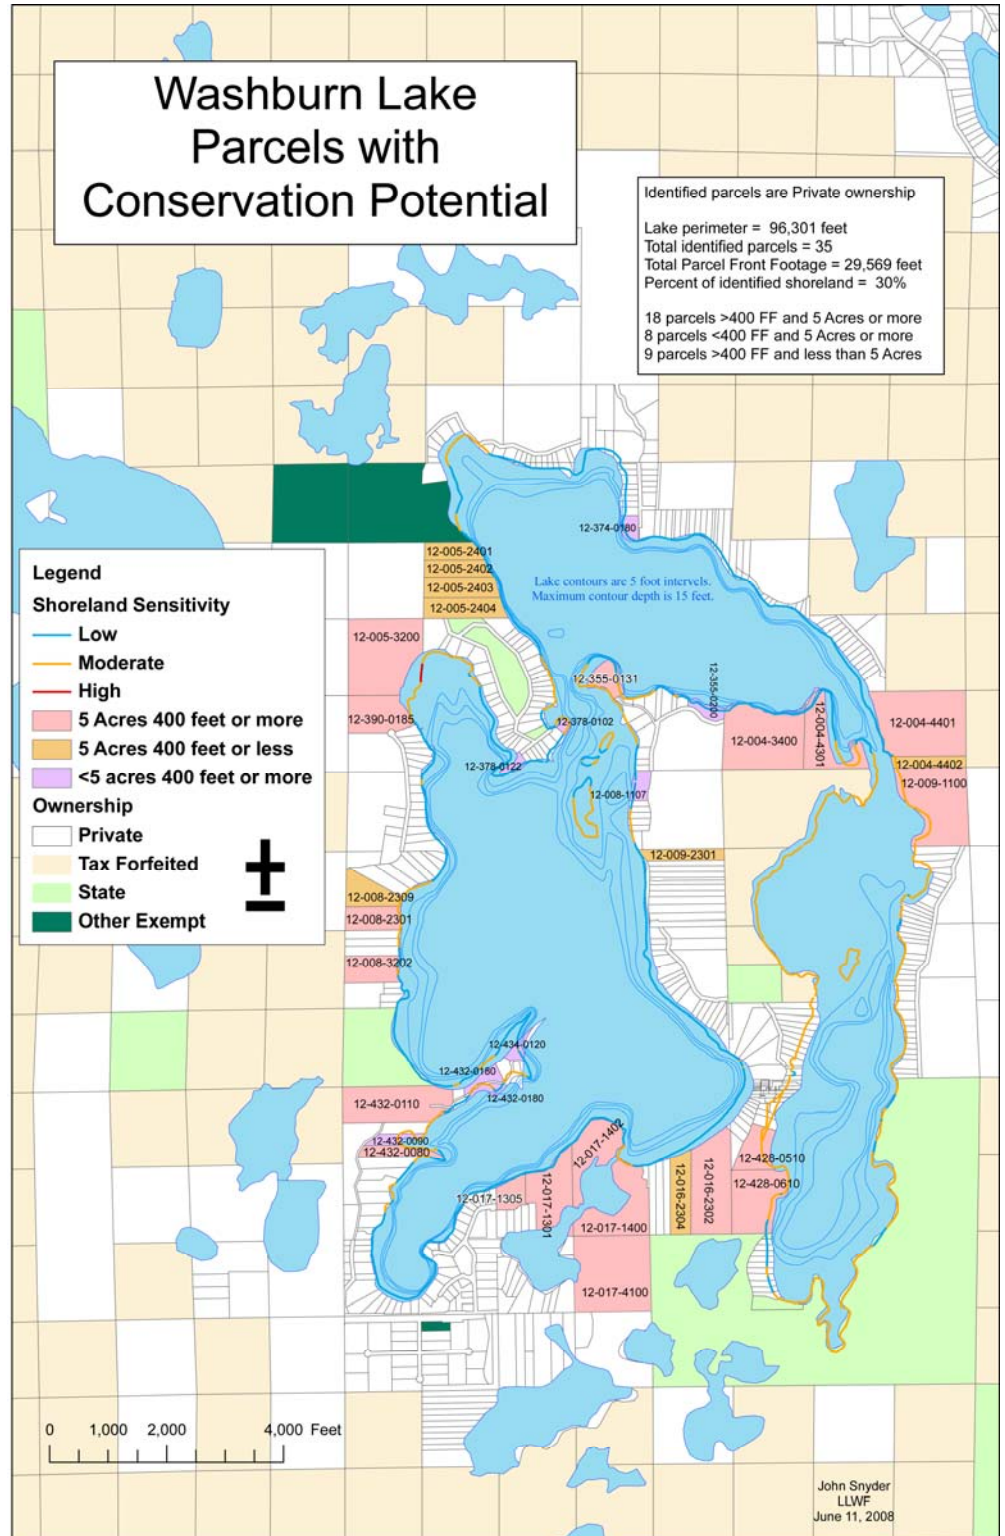 Washburn Lake
Parcels with
Conservation Potential
Identified parcels are Private ownership
Lake perimeter = 96,301 feet
Total identified parcels = 35
Total Parcel Front Footage = 29,569 feet
Percent of identified shoreland = 30%
18 parcels >400 FF and 5 Acres or more
8 parcels <400 FF and 5 Acres or more
9 parcels >400 FF and less than 5 Acres
12-374-0180
12-005-2401
12-005-2402
12-005-2403
12-005-2404
Lake contours are 5 foot intervels.
Maximum contour depth is 15 feet.
12-005-3200
12-355-0131
12-355-0200
12-390-0185
12-378-0102
12-004-3400
12-004-4301
12-004-4401
12-378-0122
12-004-4402
12-009-1100
12-008-1107
12-009-2301
12-008-2309
12-008-2301
12-008-3202
12-434-0120
12-432-0160
12-432-0180
12-432-0110
12-432-0090
12-432-0080
12-017-1402
12-428-0510
12-428-0610
12-017-1305
12-017-1301
12-016-2304
12-016-2302
12-017-1400
12-017-4100
Legend
Shoreland Sensitivity
Low
Moderate
High
5 Acres 400 feet or more
5 Acres 400 feet or less
<5 acres 400 feet or more
Ownership
Private
Tax Forfeited
State
Other Exempt
0 1,000 2,000 4,000 Feet
John Snyder
LLWF
June 11, 2008